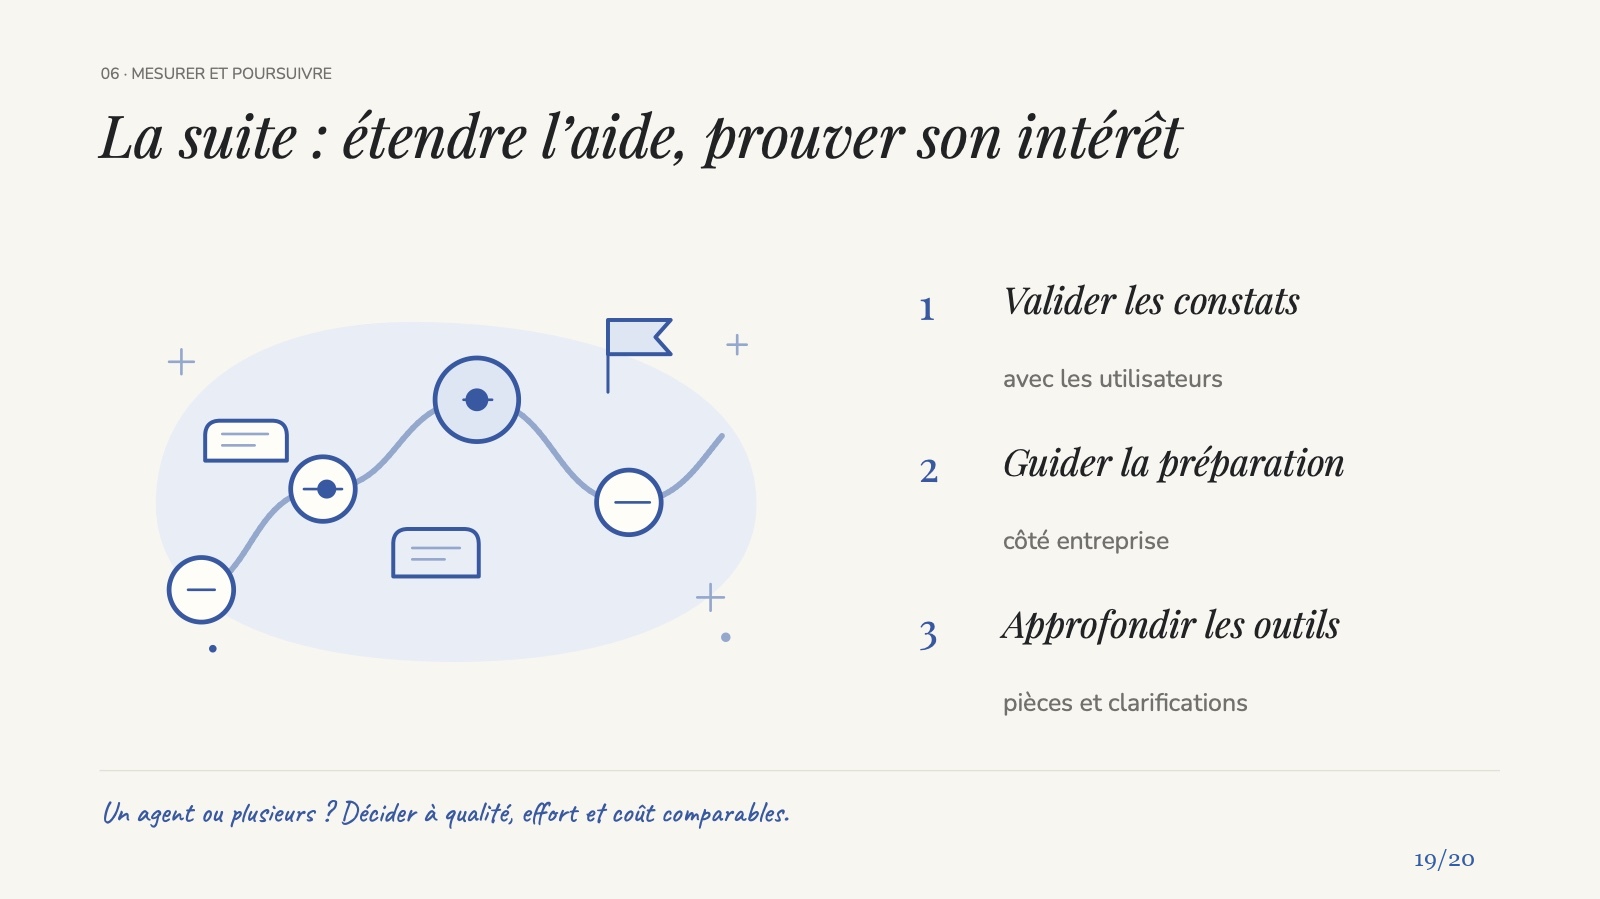 06 · MESURER ET POURSUIVRE
La suite : étendre l’aide, prouver son intérêt
1 Valider les constats
avec les utilisateurs
2 Guider la préparation
côté entreprise
3 Approfondir les outils
pièces et clarifications
Un agent ou plusieurs ? Décider à qualité, effort et coût comparables.
19/20